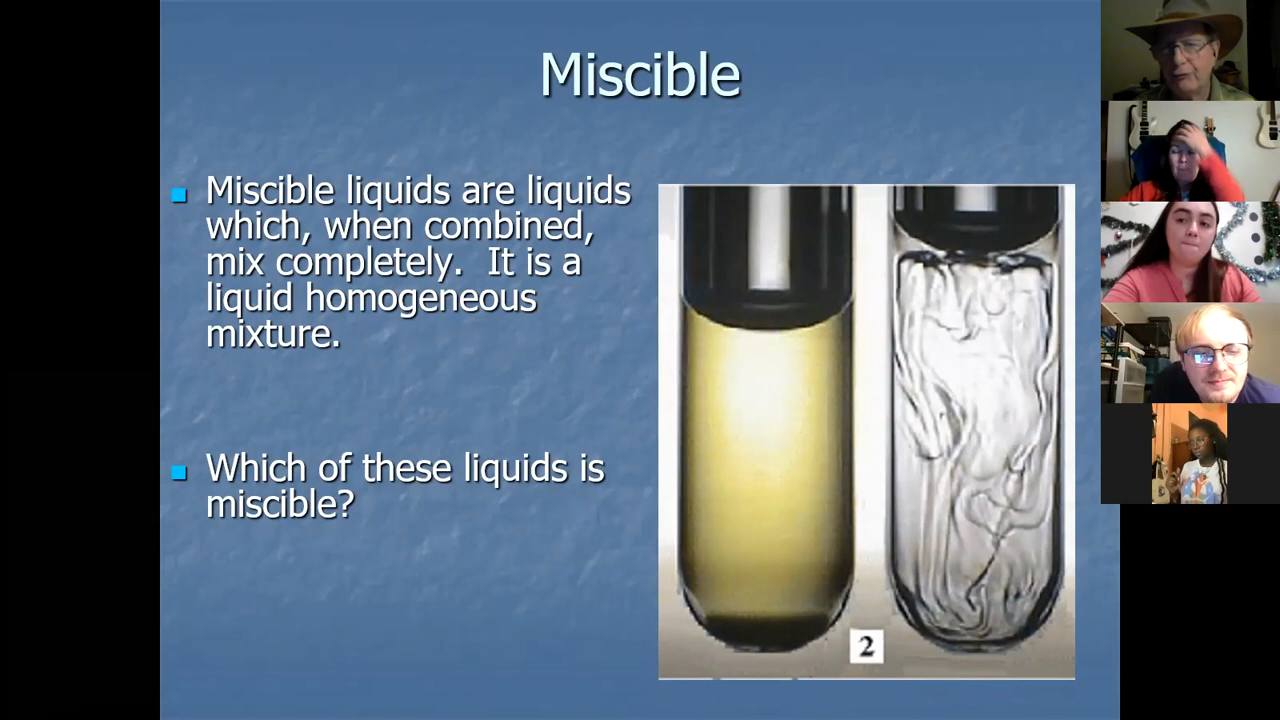 Miscible
Miscible liquids are liquids
which, when combined,
mix completely.  It is a
liquid homogeneous
mixture.
Which of these liquids is
miscible?
2